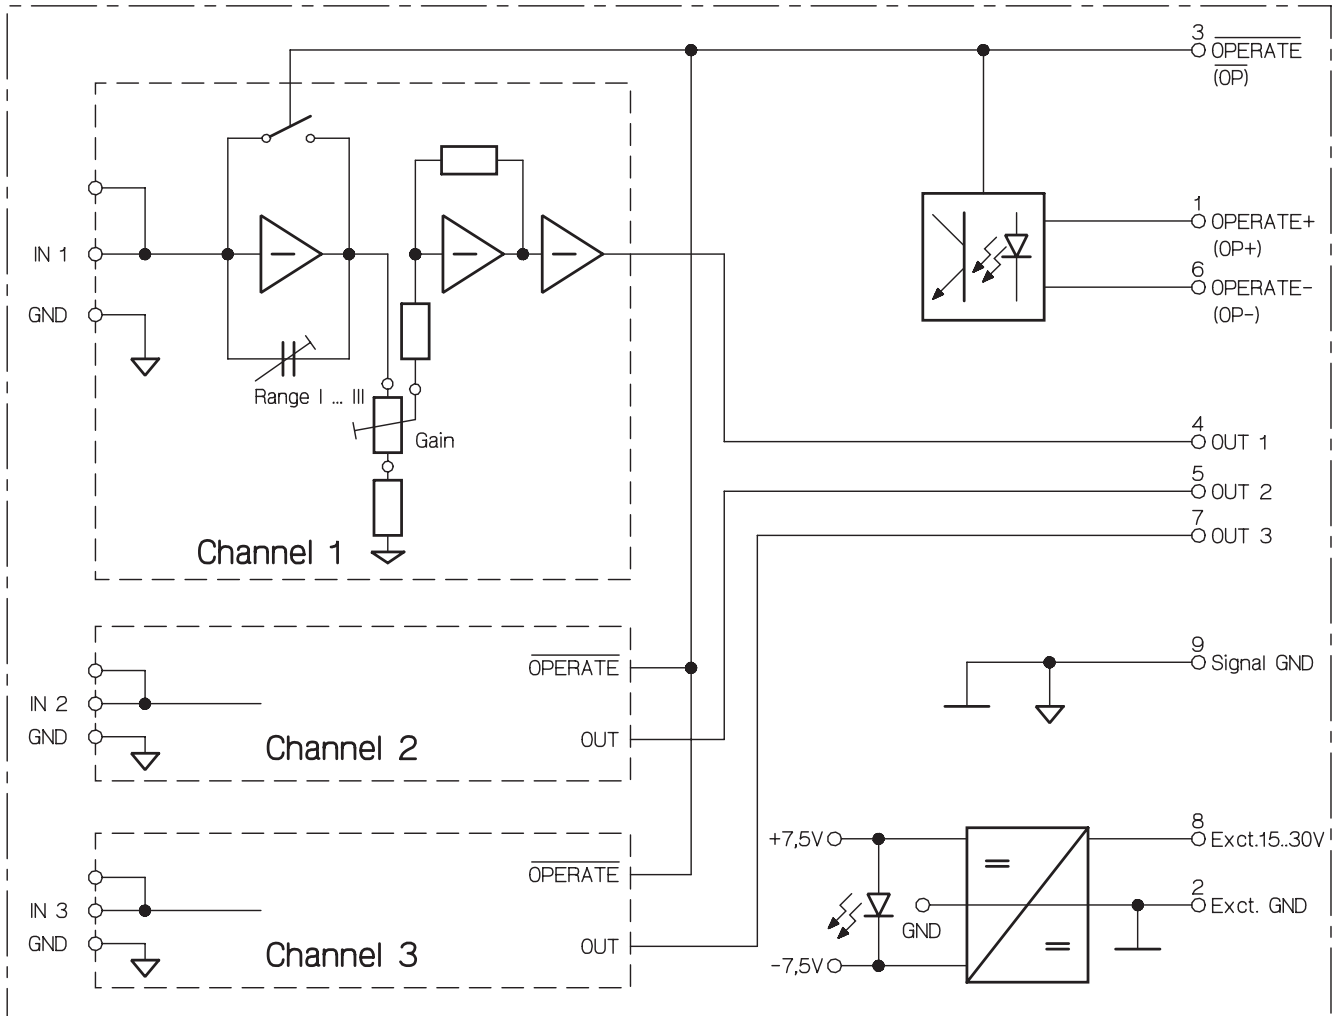 3
OPERATE
(OP)
1
OPERATE+
(OP+)
6
OPERATE-
(OP-)
IN 1
GND
Range I ... III
Gain
Channel 1
4
OUT 1
5
OUT 2
7
OUT 3
9
Signal GND
OPERATE
IN 2
GND
Channel 2
OUT
OPERATE
IN 3
GND
Channel 3
OUT
+7,5V
GND
-7,5V
8
Exct.15..30V
2
Exct. GND